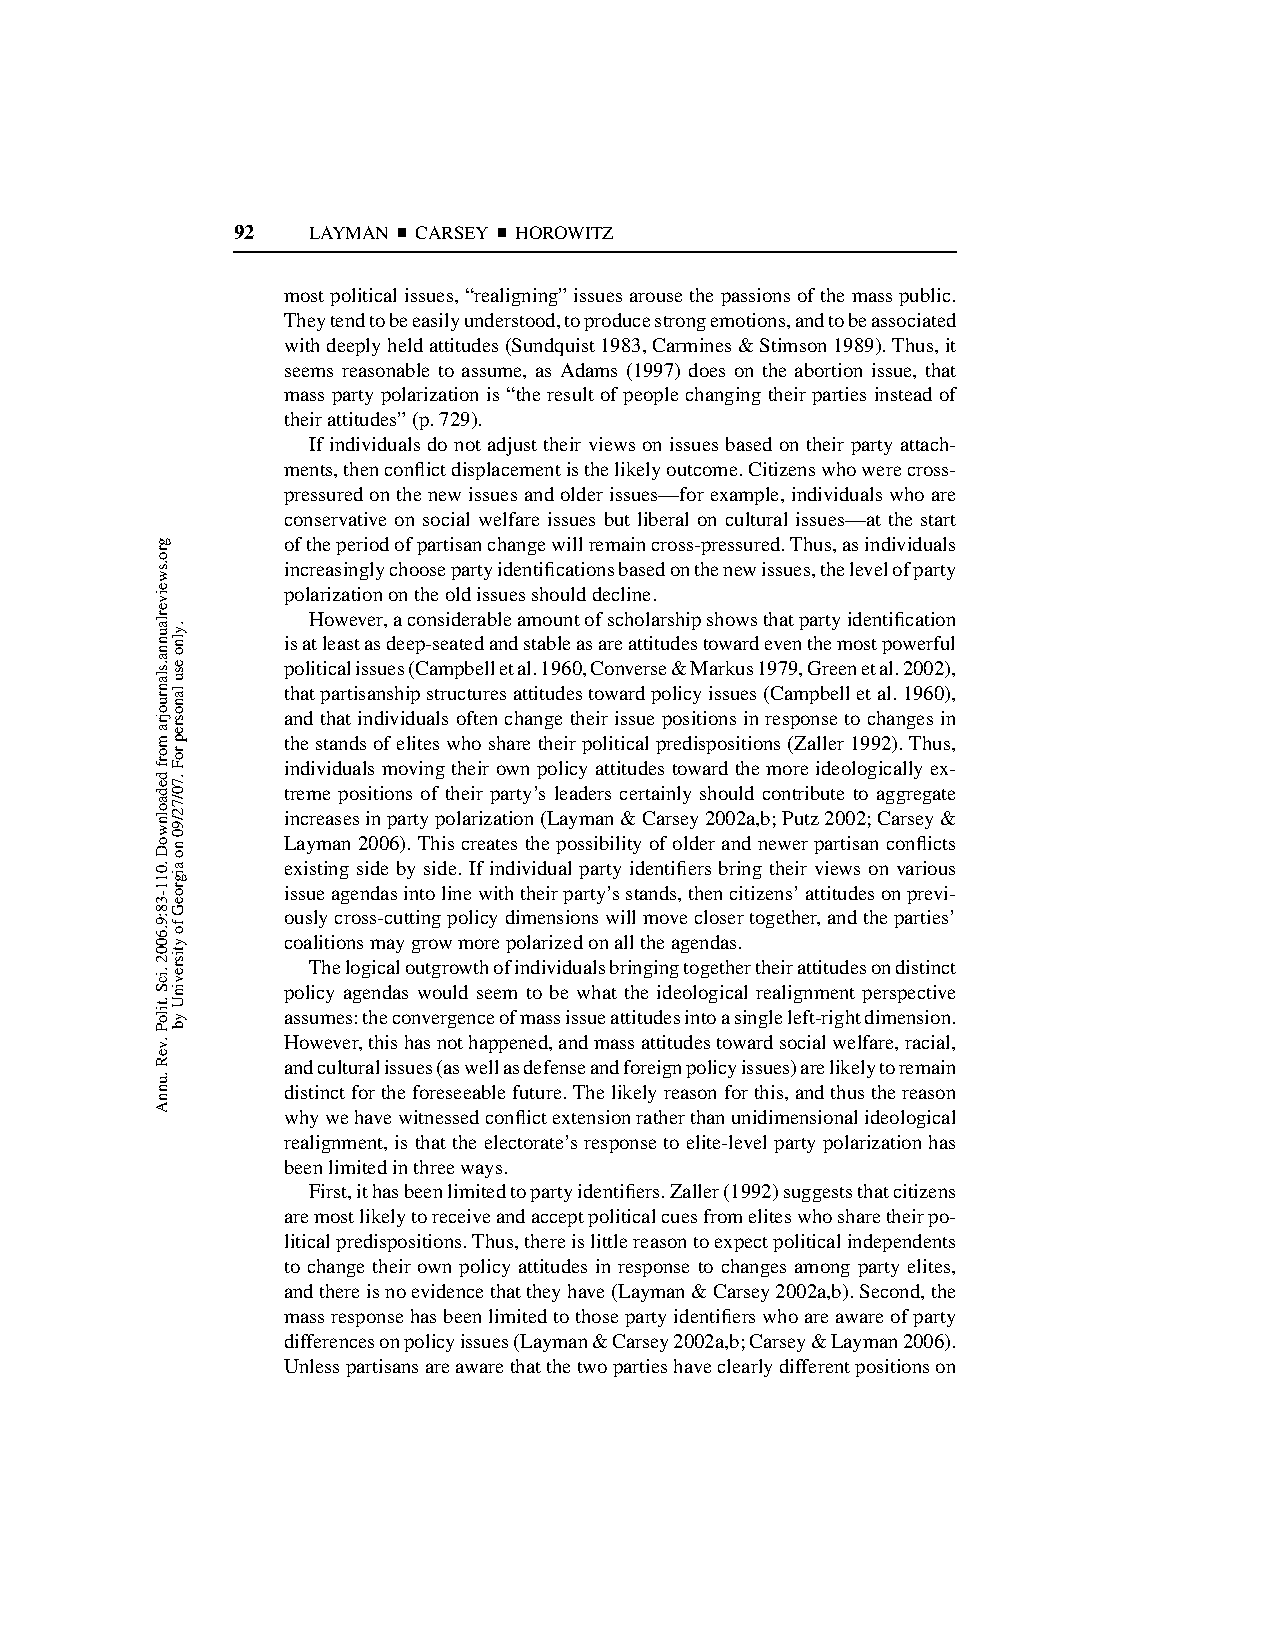 92 LAYMAN ■ CARSEY ■ HOROWITZ
most political issues, “realigning” issues arouse the passions of the mass public.
They tend to be easily understood, to produce strong emotions, and to be associated
with deeply held attitudes (Sundquist 1983, Carmines & Stimson 1989). Thus, it
seems reasonable to assume, as Adams (1997) does on the abortion issue, that
mass party polarization is “the result of people changing their parties instead of
their attitudes” (p. 729).
If individuals do not adjust their views on issues based on their party attach-
ments, then conflict displacement is the likely outcome. Citizens who were cross-
pressured on the new issues and older issues—for example, individuals who are
conservative on social welfare issues but liberal on cultural issues—at the start
of the period of partisan change will remain cross-pressured. Thus, as individuals
increasingly choose party identifications based on the new issues, the level of party
polarization on the old issues should decline.
However, a considerable amount of scholarship shows that party identification
is at least as deep-seated and stable as are attitudes toward even the most powerful
political issues (Campbell et al. 1960, Converse & Markus 1979, Green et al. 2002),
that partisanship structures attitudes toward policy issues (Campbell et al. 1960),
and that individuals often change their issue positions in response to changes in
the stands of elites who share their political predispositions (Zaller 1992). Thus,
individuals moving their own policy attitudes toward the more ideologically ex-
treme positions of their party’s leaders certainly should contribute to aggregate
increases in party polarization (Layman & Carsey 2002a,b; Putz 2002; Carsey &
Layman 2006). This creates the possibility of older and newer partisan conflicts
existing side by side. If individual party identifiers bring their views on various
issue agendas into line with their party’s stands, then citizens’ attitudes on previ-
ously cross-cutting policy dimensions will move closer together, and the parties’
coalitions may grow more polarized on all the agendas.
The logical outgrowth of individuals bringing together their attitudes on distinct
policy agendas would seem to be what the ideological realignment perspective
assumes: the convergence of mass issue attitudes into a single left-right dimension.
However, this has not happened, and mass attitudes toward social welfare, racial,
and cultural issues (as well as defense and foreign policy issues) are likely to remain
distinct for the foreseeable future. The likely reason for this, and thus the reason
why we have witnessed conflict extension rather than unidimensional ideological
realignment, is that the electorate’s response to elite-level party polarization has
been limited in three ways.
First, it has been limited to party identifiers. Zaller (1992) suggests that citizens
are most likely to receive and accept political cues from elites who share their po-
litical predispositions. Thus, there is little reason to expect political independents
to change their own policy attitudes in response to changes among party elites,
and there is no evidence that they have (Layman & Carsey 2002a,b). Second, the
mass response has been limited to those party identifiers who are aware of party
differences on policy issues (Layman & Carsey 2002a,b; Carsey & Layman 2006).
Unless partisans are aware that the two parties have clearly different positions on
Annu. Rev. Polit. Sci. 2006.9:83-110. Downloaded from arjournals.annualreviews.org
by University of Georgia on 09/27/07. For personal use only.